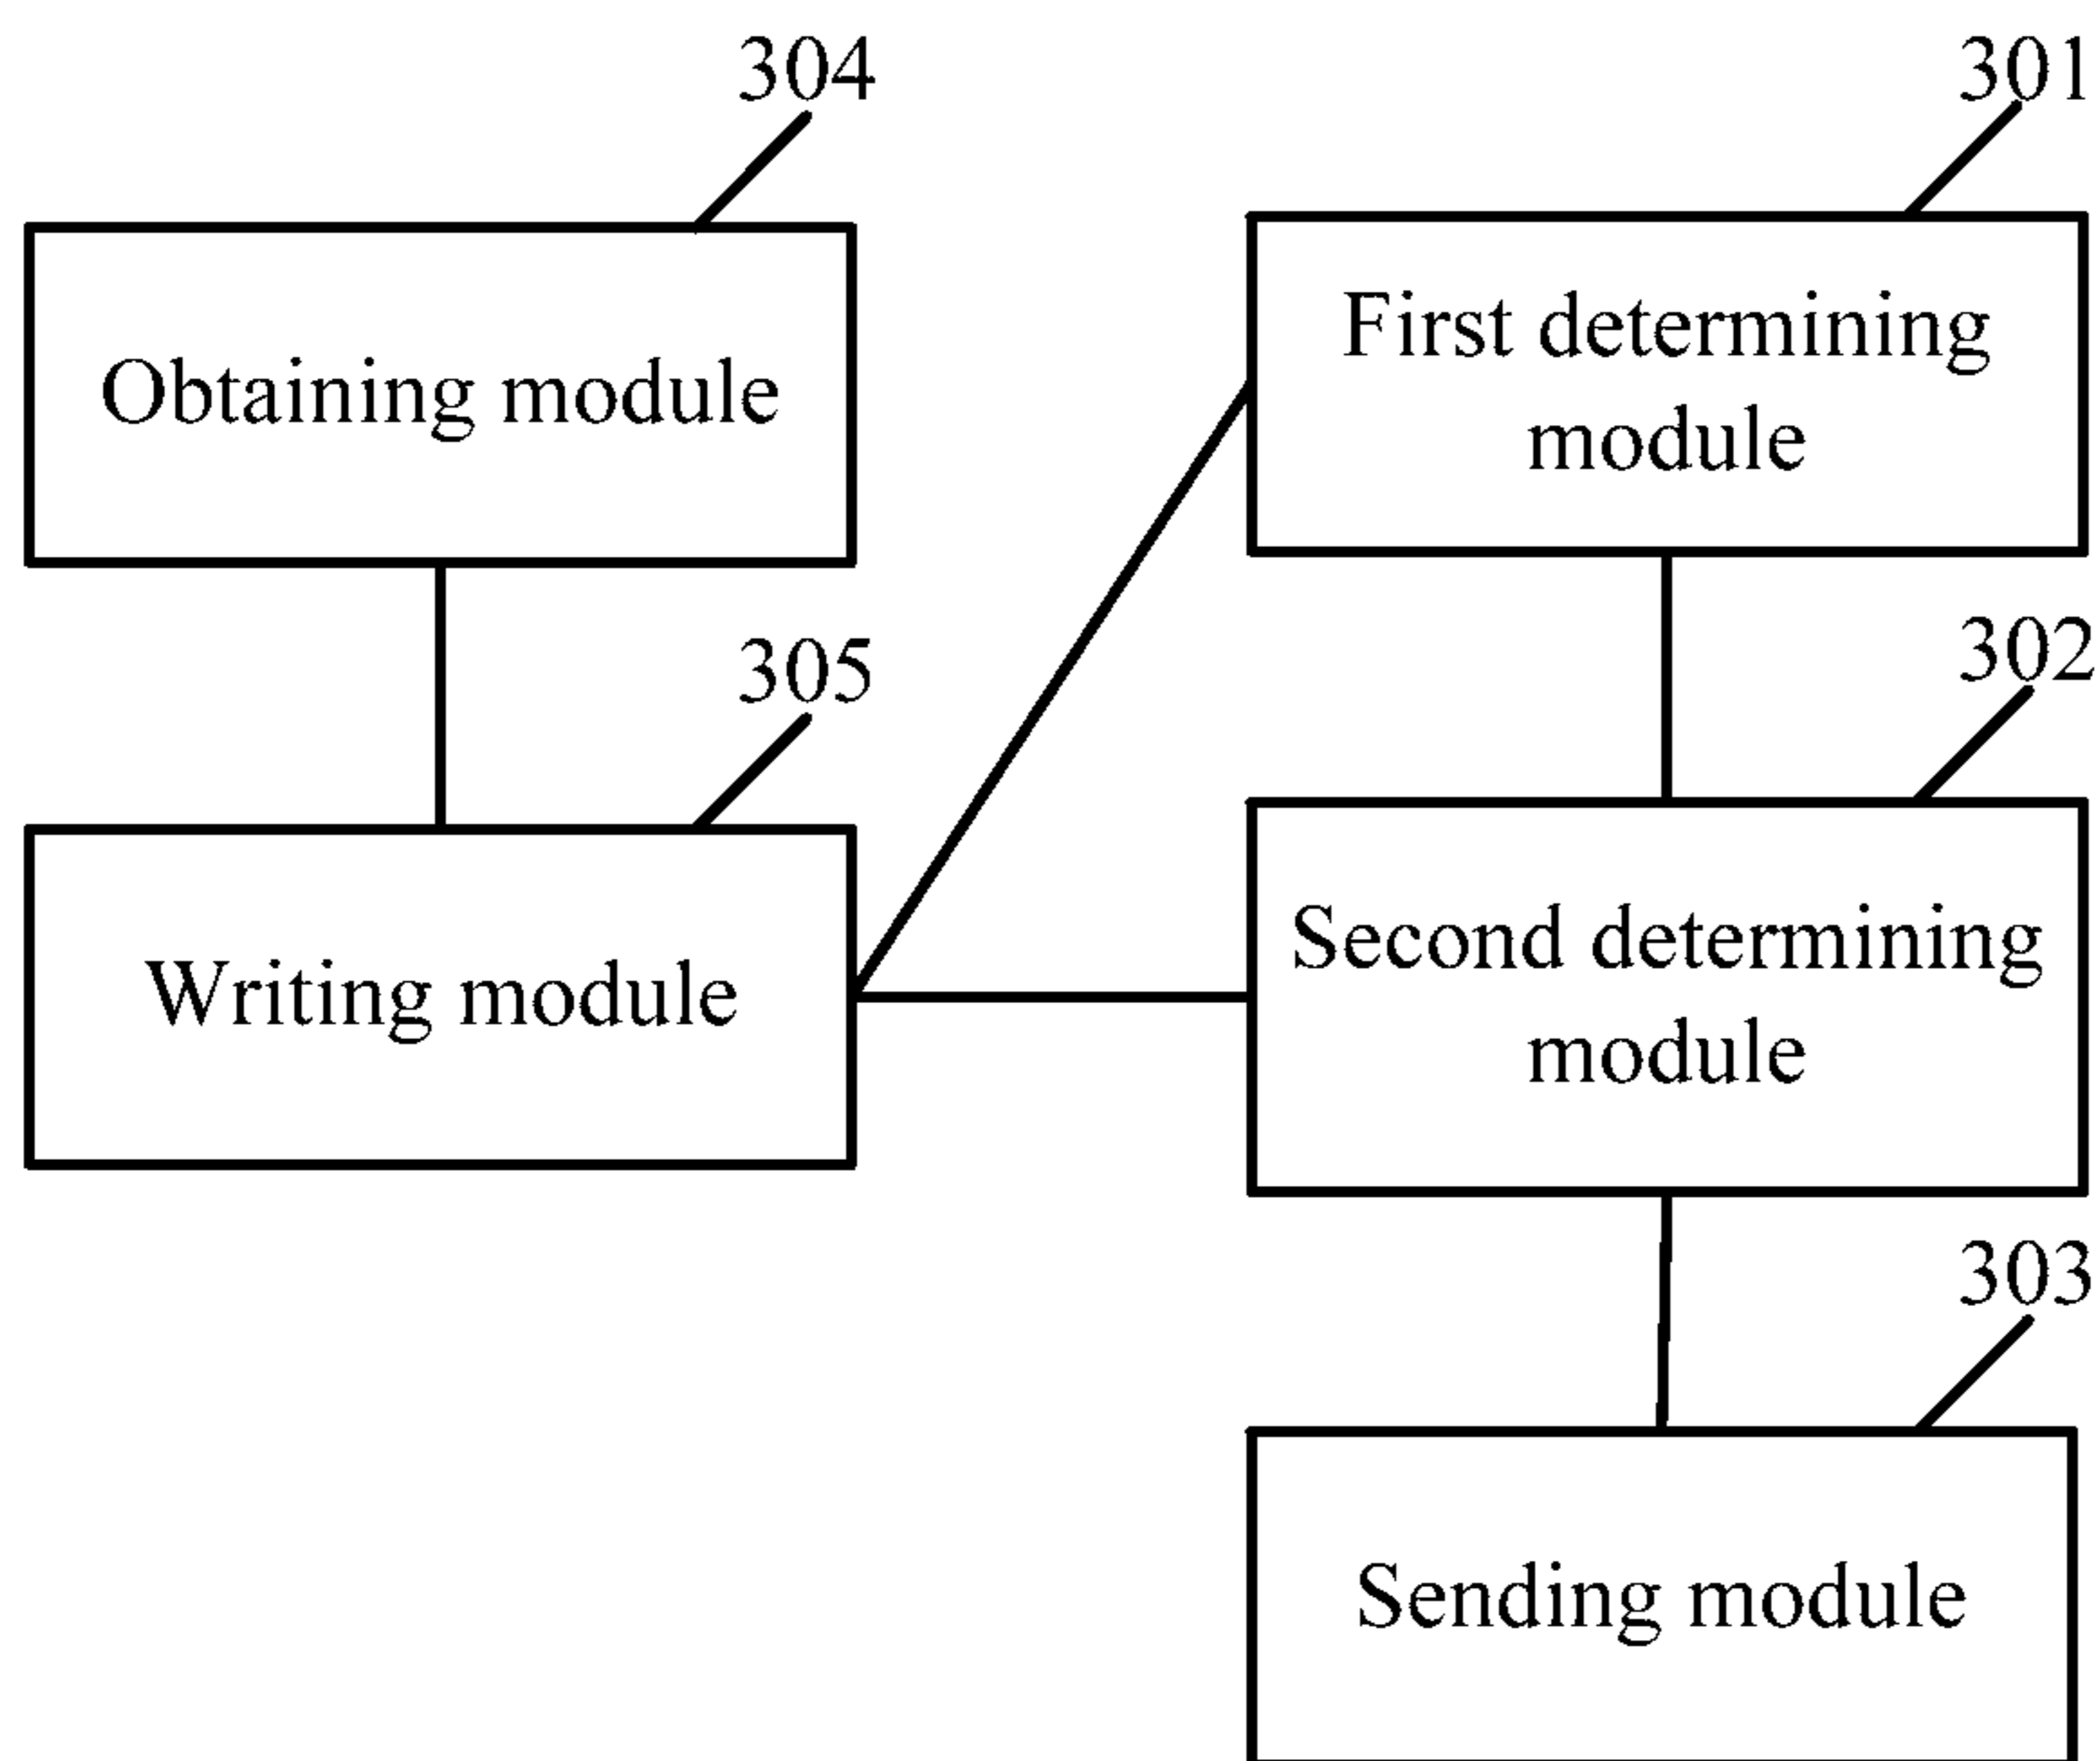 304
301
Obtaining module
First determining
module
305
302
Writing module
Second determining
module
303
Sending module